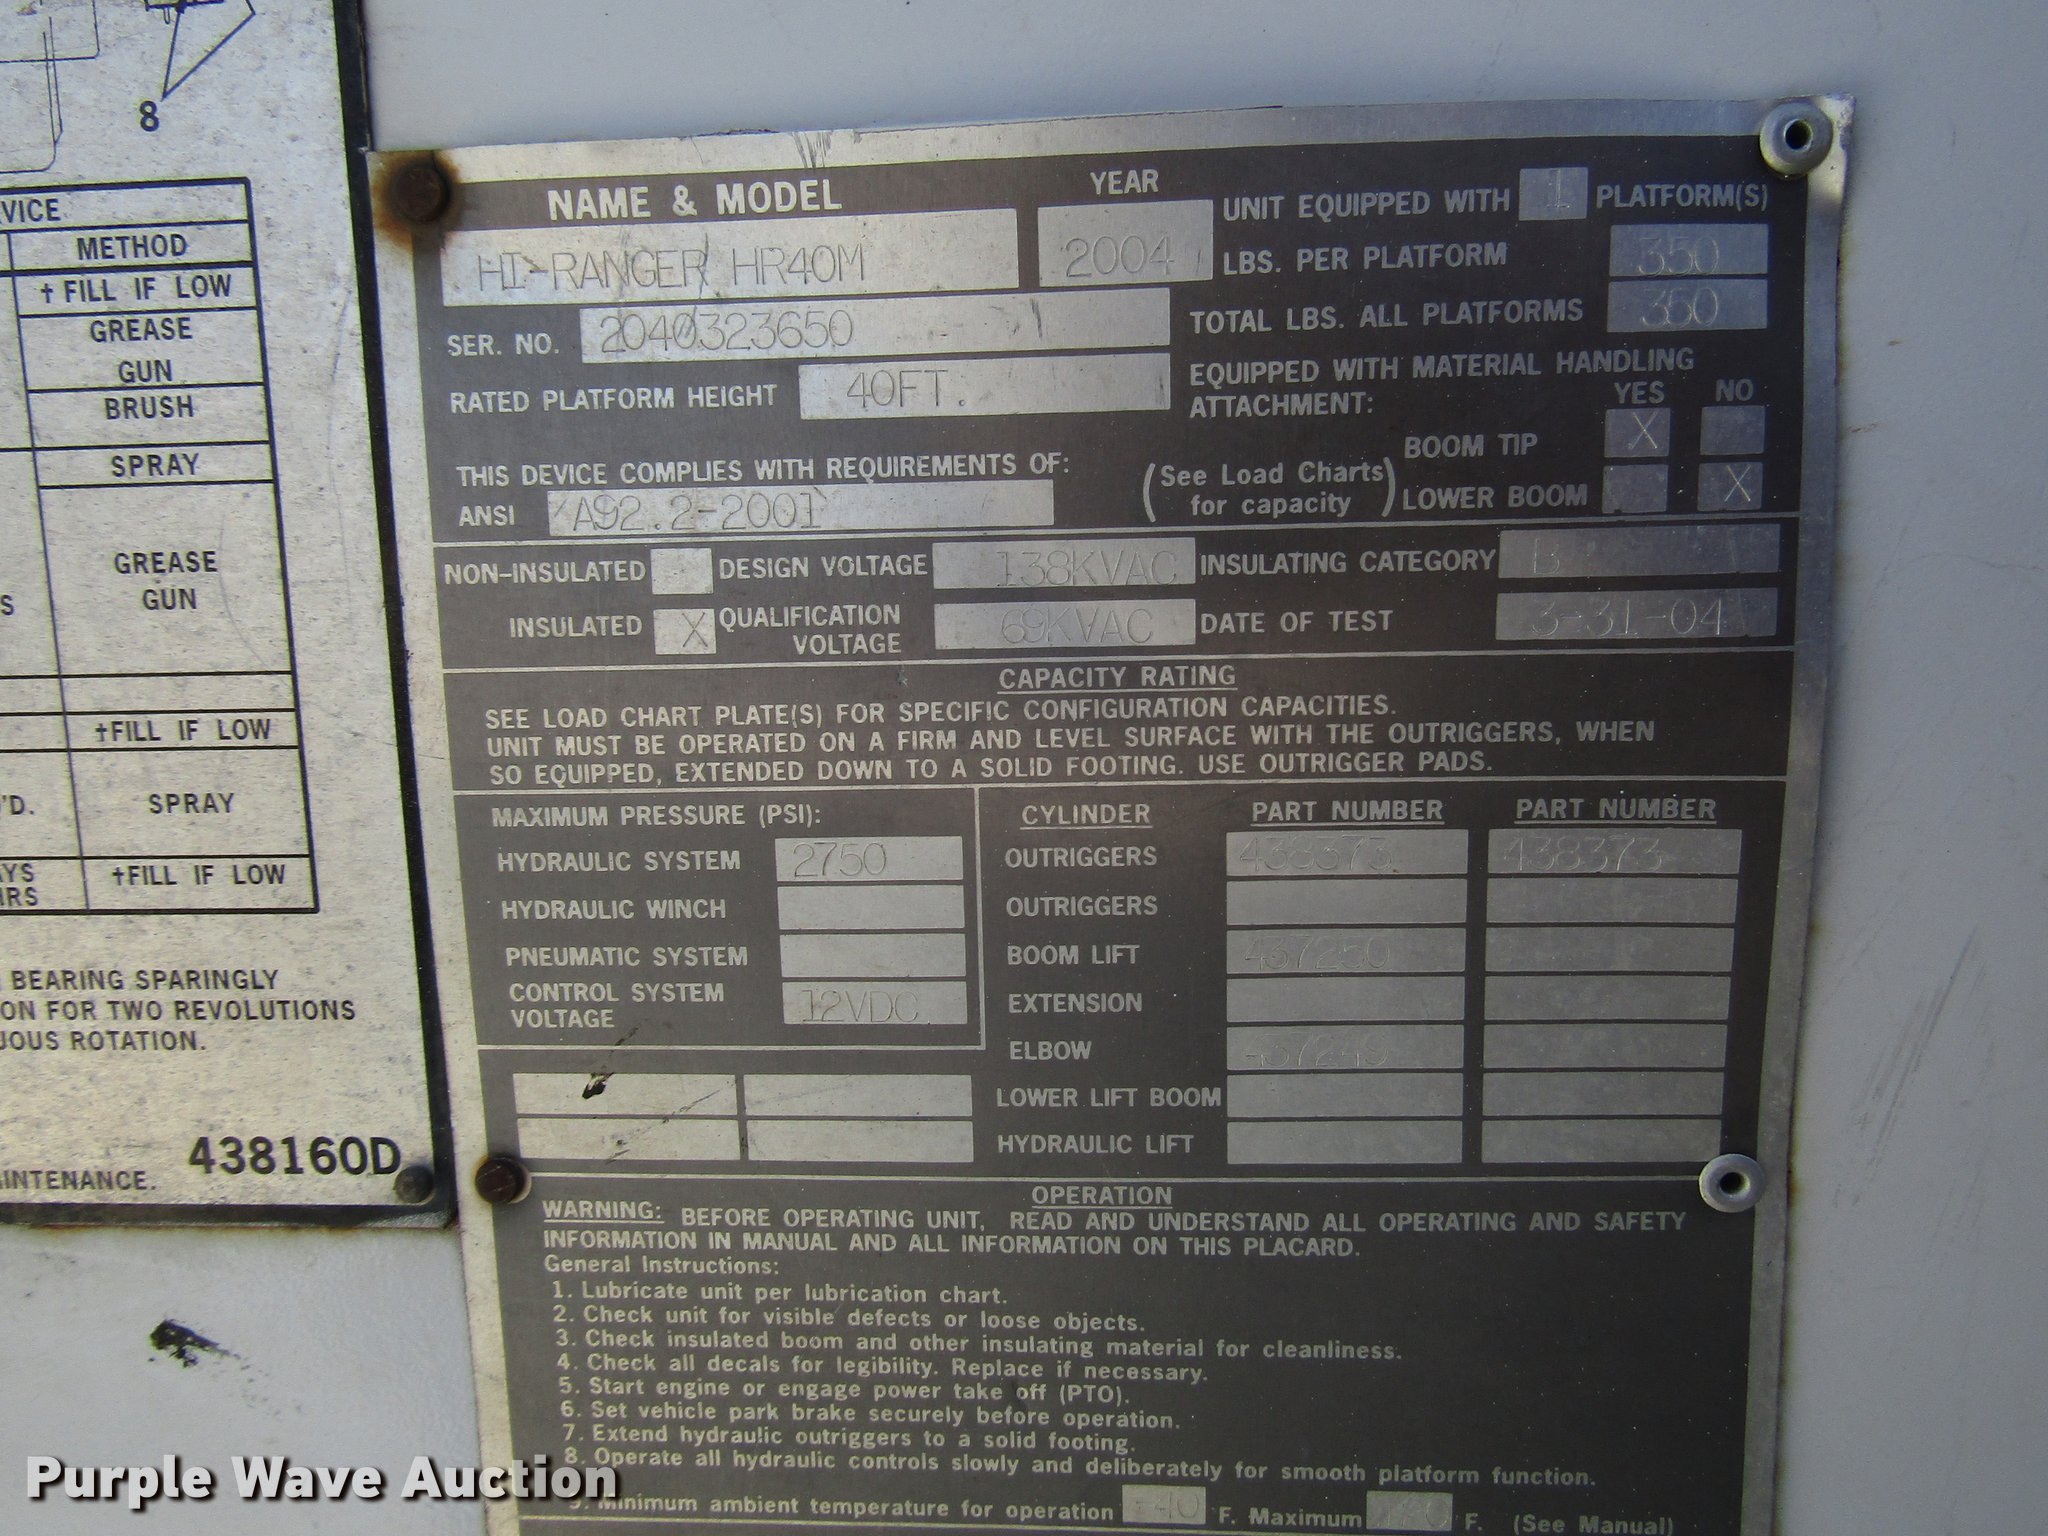 8
VICE
METHOD
† FILL IF LOW
GREASE
GUN
BRUSH
SPRAY
GREASE
GUN
S
†FILL IF LOW
'D.
SPRAY
YS
HRS
†FILL IF LOW
BEARING SPARINGLY
ON FOR TWO REVOLUTIONS
UOUS ROTATION.
438160D
INTENANCE.
NAME & MODEL
YEAR
HI-RANGER HR40M
2004
UNIT EQUIPPED WITH 1 PLATFORM(S)
LBS. PER PLATFORM 350
SER. NO. 2040323650
TOTAL LBS. ALL PLATFORMS 350
RATED PLATFORM HEIGHT 40FT.
EQUIPPED WITH MATERIAL HANDLING
ATTACHMENT:
YES NO
BOOM TIP X
THIS DEVICE COMPLIES WITH REQUIREMENTS OF:
ANSI A92.2-2001
(See Load Charts
for capacity)
LOWER BOOM X
NON-INSULATED
DESIGN VOLTAGE 138KVAC
INSULATING CATEGORY B
INSULATED X
QUALIFICATION
VOLTAGE 69KVAC
DATE OF TEST 3-31-04
CAPACITY RATING
SEE LOAD CHART PLATE(S) FOR SPECIFIC CONFIGURATION CAPACITIES.
UNIT MUST BE OPERATED ON A FIRM AND LEVEL SURFACE WITH THE OUTRIGGERS, WHEN
SO EQUIPPED, EXTENDED DOWN TO A SOLID FOOTING. USE OUTRIGGER PADS.
MAXIMUM PRESSURE (PSI):
HYDRAULIC SYSTEM 2750
HYDRAULIC WINCH
PNEUMATIC SYSTEM
CONTROL SYSTEM
VOLTAGE 12VDC
CYLINDER PART NUMBER PART NUMBER
OUTRIGGERS 438373 438373
OUTRIGGERS
BOOM LIFT 437250
EXTENSION
ELBOW 437249
LOWER LIFT BOOM
HYDRAULIC LIFT
OPERATION
WARNING: BEFORE OPERATING UNIT, READ AND UNDERSTAND ALL OPERATING AND SAFETY
INFORMATION IN MANUAL AND ALL INFORMATION ON THIS PLACARD.
General Instructions:
1. Lubricate unit per lubrication chart.
2. Check unit for visible defects or loose objects.
3. Check insulated boom and other insulating material for cleanliness.
4. Check all decals for legibility. Replace if necessary.
5. Start engine or engage power take off (PTO).
6. Set vehicle park brake securely before operation.
7. Extend hydraulic outriggers to a solid footing.
8. Operate all hydraulic controls slowly and deliberately for smooth platform function.
9. Minimum ambient temperature for operation -40 F. Maximum F. (See Manual)
Purple Wave Auction